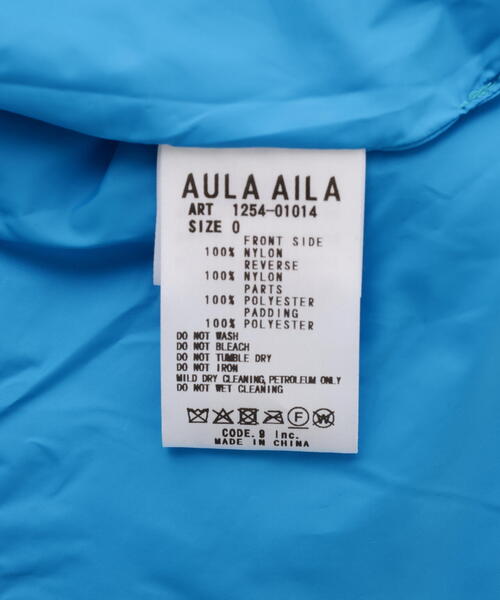 AULA AILA
ART 1254-01014
SIZE 0
FRONT SIDE
100% NYLON
REVERSE
100% NYLON
PARTS
100% POLYESTER
PADDING
100% POLYESTER
DO NOT WASH
DO NOT BLEACH
DO NOT TUMBLE DRY
DO NOT IRON
MILD DRY CLEANING, PETROLEUM ONLY
DO NOT WET CLEANING
F W
CODE. 9 Inc.
MADE IN CHINA